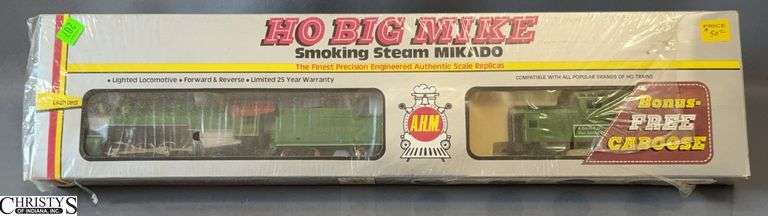 HO BIG MIKE
Smoking Steam MIKADO
The Finest Precision Engineered Authentic Scale Replicas
• Lighted Locomotive • Forward & Reverse • Limited 25 Year Warranty
COMPATIBLE WITH ALL POPULAR BRANDS OF HO TRAINS
PRICE
A.H.M.
Bonus-
FREE
CABOOSE
CHRISTY'S
OF INDIANA, INC.